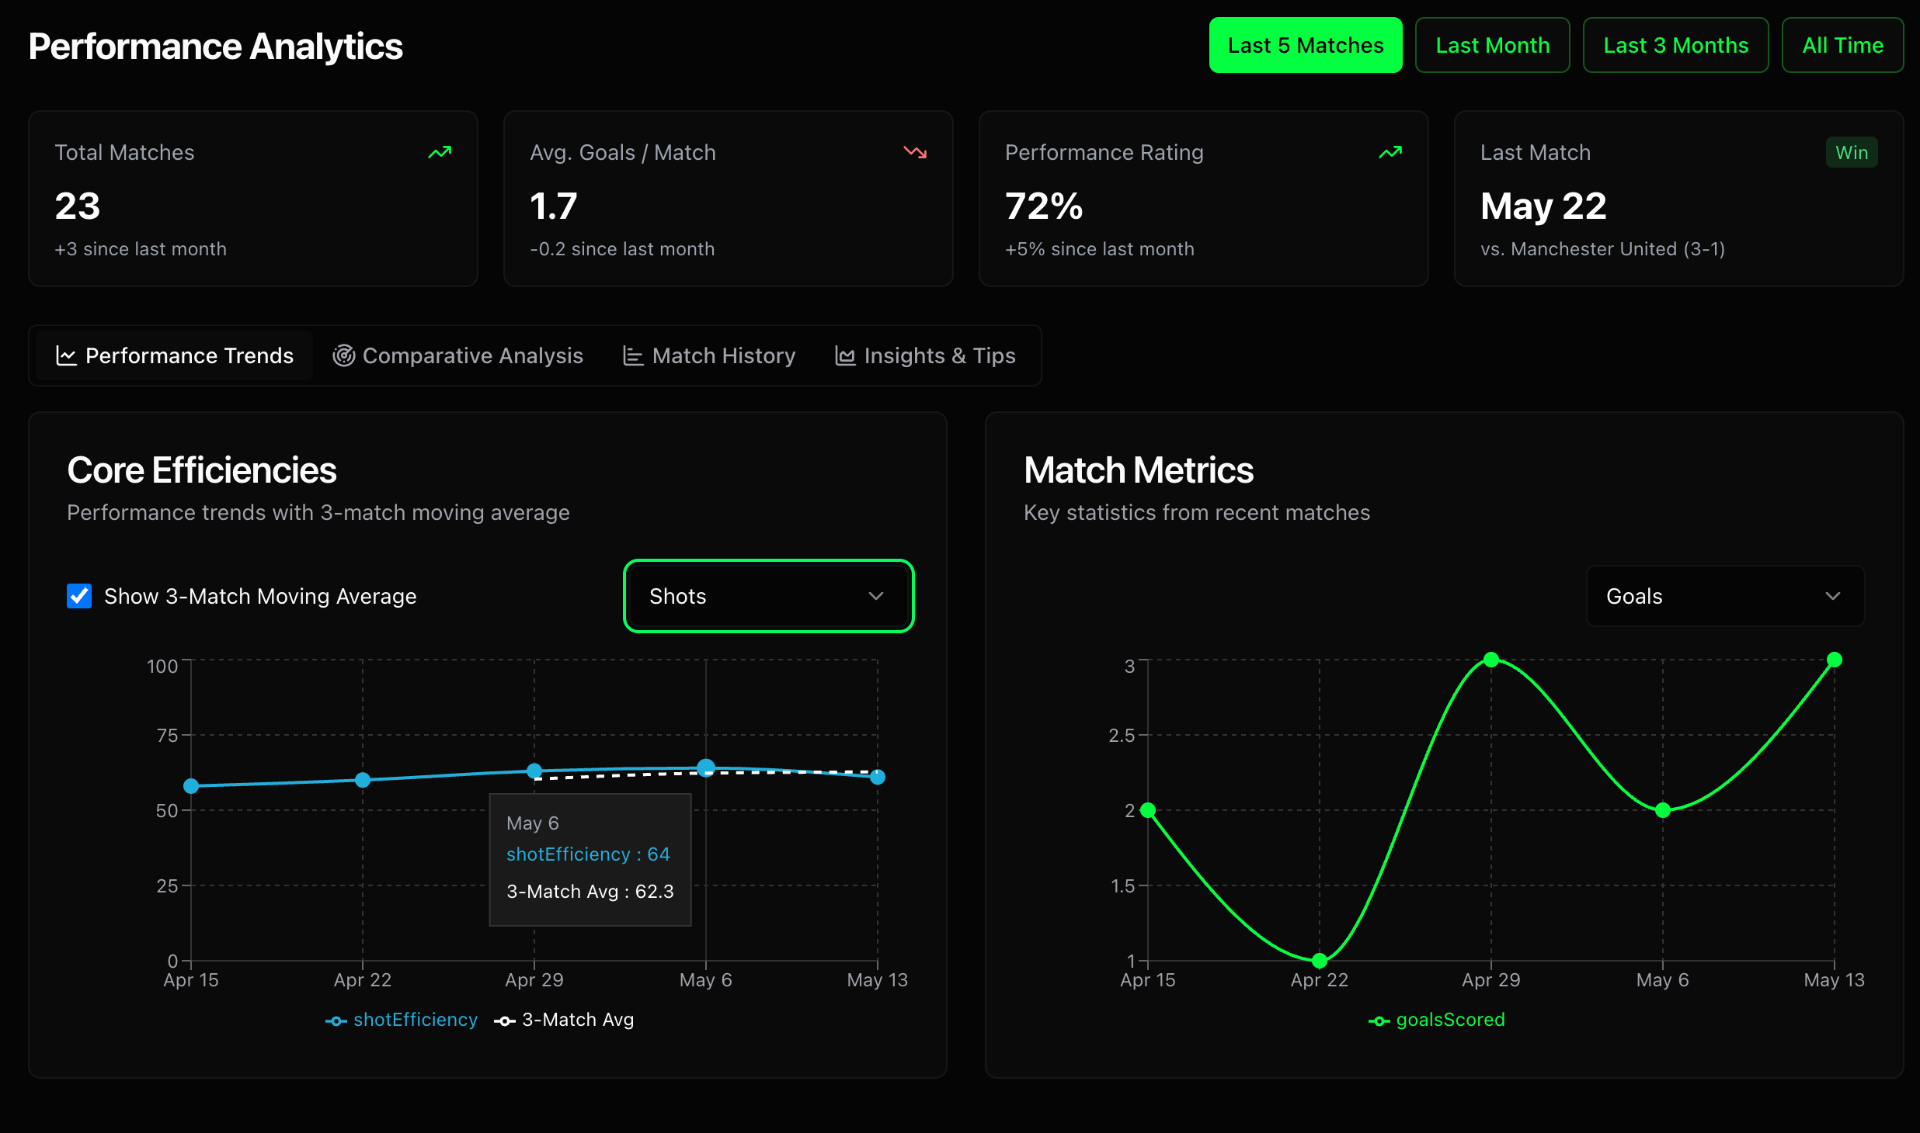 Performance Analytics
Last 5 Matches
Last Month
Last 3 Months
All Time
Total Matches
23
+3 since last month
Avg. Goals / Match
1.7
-0.2 since last month
Performance Rating
72%
+5% since last month
Last Match
Win
May 22
vs. Manchester United (3-1)
Performance Trends
Comparative Analysis
Match History
Insights & Tips
Core Efficiencies
Performance trends with 3-match moving average
Show 3-Match Moving Average
Shots
100
75
50
25
0
Apr 15
Apr 22
Apr 29
May 6
May 13
May 6
shotEfficiency : 64
3-Match Avg : 62.3
shotEfficiency
3-Match Avg
Match Metrics
Key statistics from recent matches
Goals
3
2.5
2
1.5
1
Apr 15
Apr 22
Apr 29
May 6
May 13
goalsScored